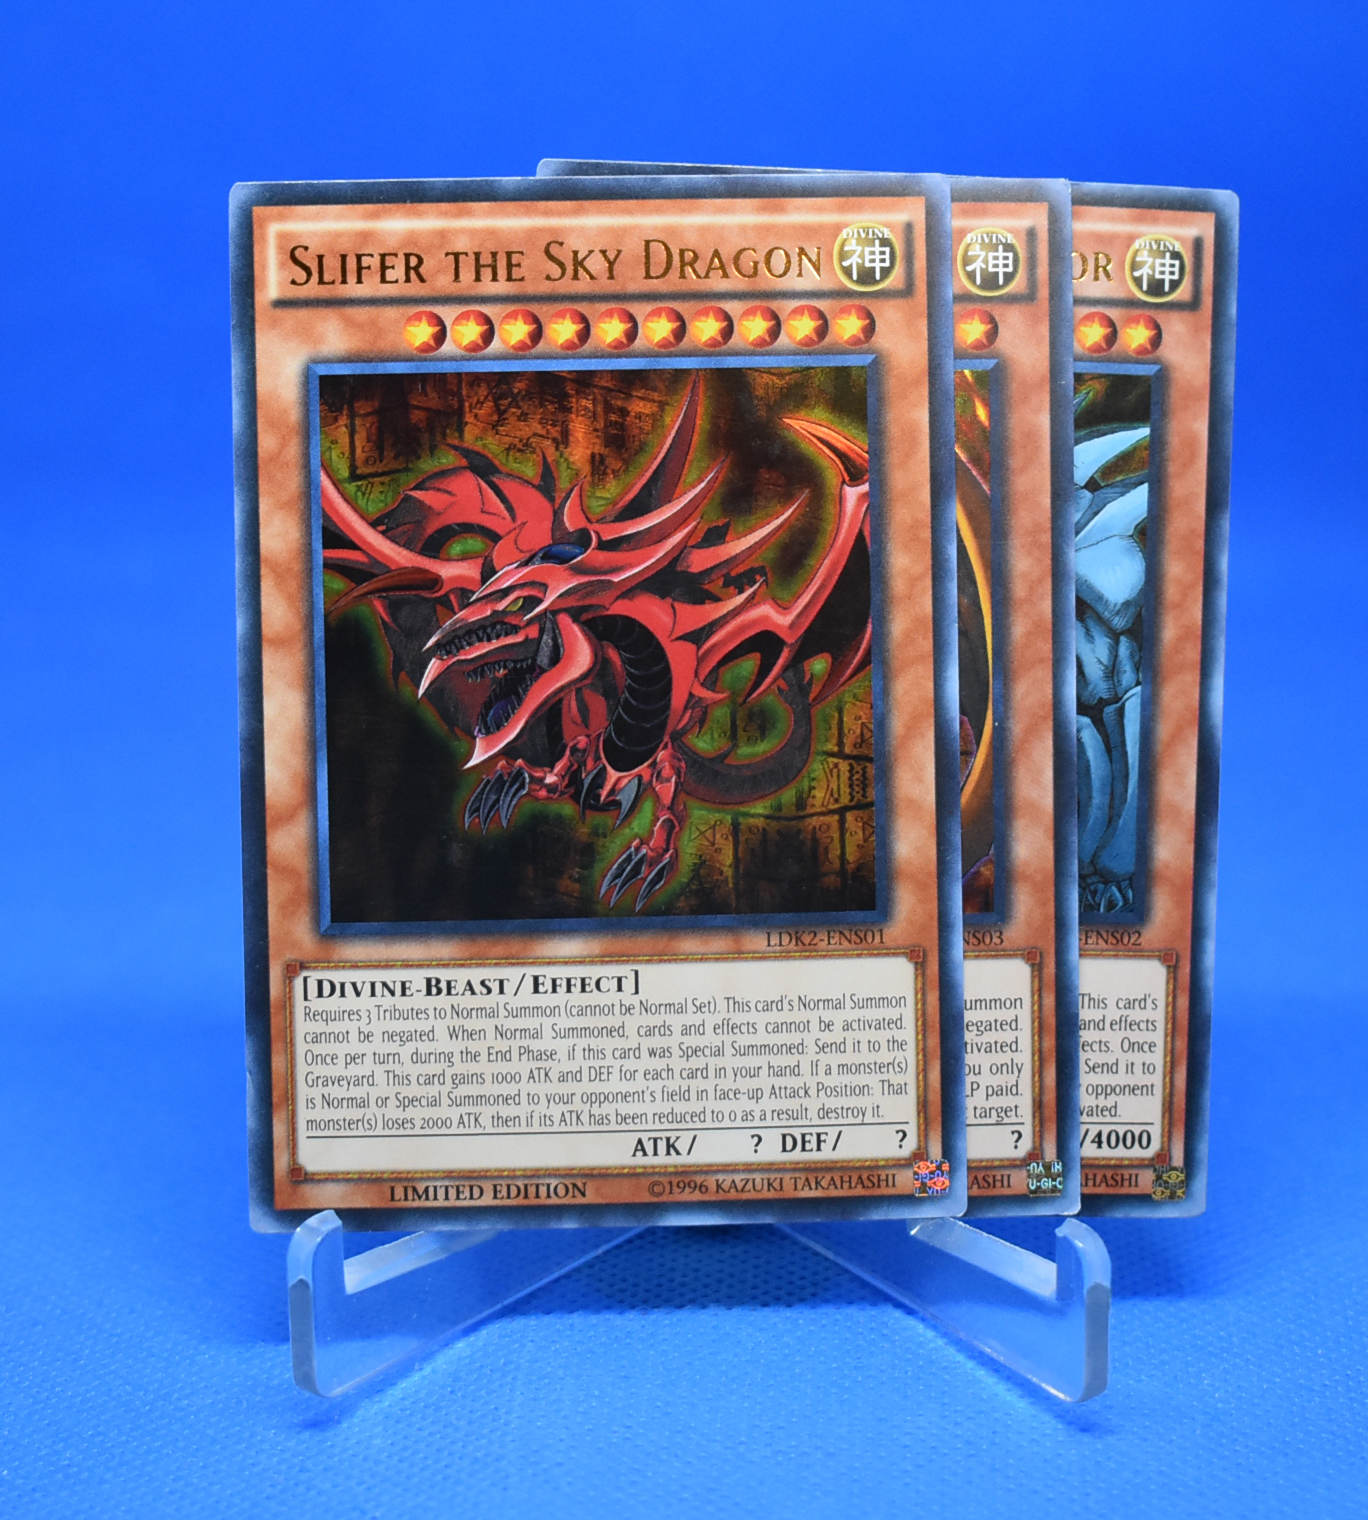 SLIFER THE SKY DRAGON
DIVINE
神
LDK2-ENS01
[DIVINE-BEAST/EFFECT]
Requires 3 Tributes to Normal Summon (cannot be Normal Set). This card's Normal Summon
cannot be negated. When Normal Summoned, cards and effects cannot be activated.
Once per turn, during the End Phase, if this card was Special Summoned: Send it to the
Graveyard. This card gains 1000 ATK and DEF for each card in your hand. If a monster(s)
is Normal or Special Summoned to your opponent's field in face-up Attack Position: That
monster(s) loses 2000 ATK, then if its ATK has been reduced to 0 as a result, destroy it.
ATK/ ? DEF/ ?
LIMITED EDITION
©1996 KAZUKI TAKAHASHI
DIVINE
神
NS03
ummon
egated.
tivated.
ou only
LP paid.
target.
?
HASHI
OR
DIVINE
神
-ENS02
This card's
and effects
fects. Once
Send it to
opponent
vated.
/4000
HASHI